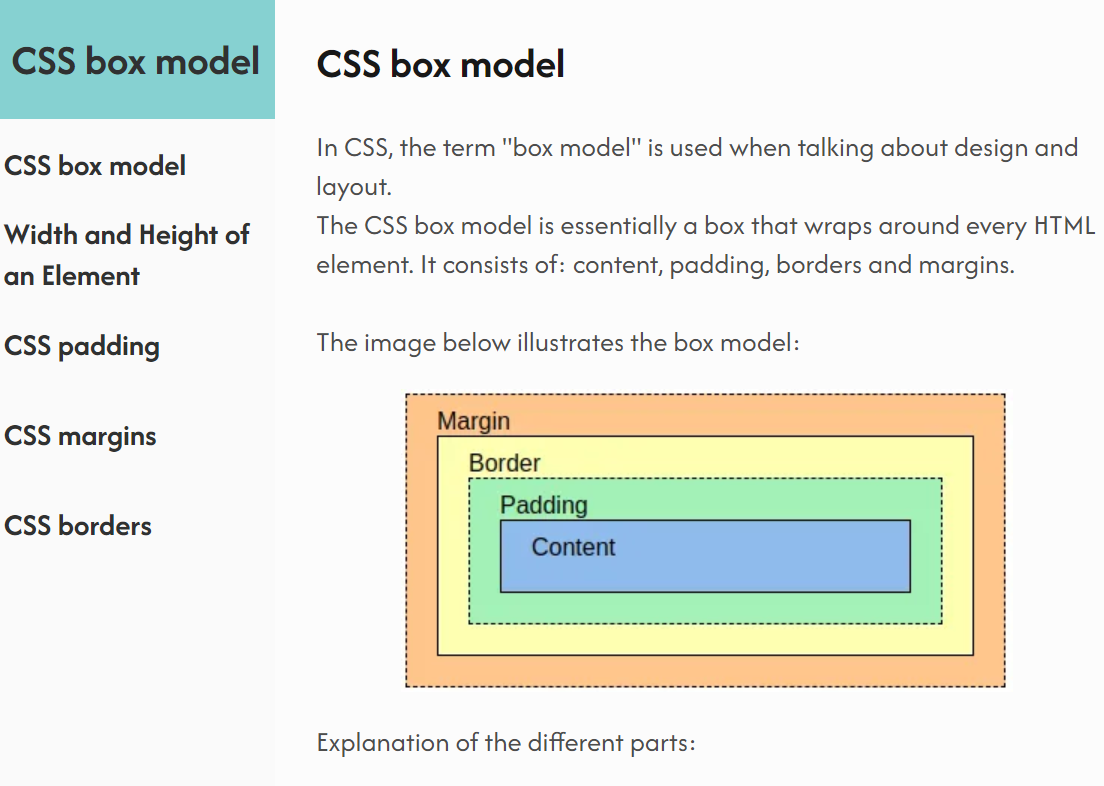 CSS box model
CSS box model
Width and Height of
an Element
CSS padding
CSS margins
CSS borders
CSS box model
In CSS, the term "box model" is used when talking about design and
layout.
The CSS box model is essentially a box that wraps around every HTML
element. It consists of: content, padding, borders and margins.
The image below illustrates the box model:
Margin
Border
Padding
Content
Explanation of the different parts: